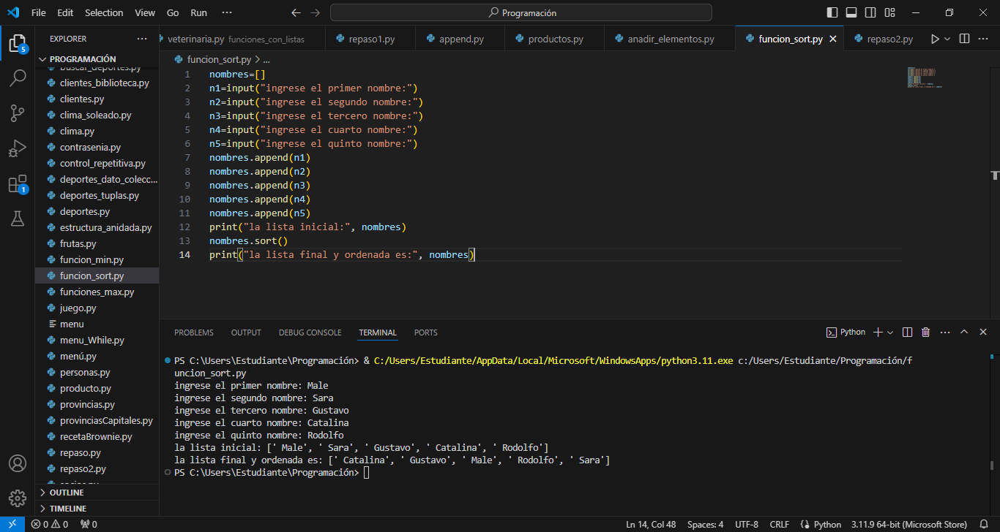 File Edit Selection View Go Run ··· Programación
EXPLORER ···
PROGRAMACIÓN
buscar_deportes.py
clientes_biblioteca.py
clientes.py
clima_soleado.py
clima.py
contrasenia.py
control_repetitiva.py
deportes_dato_colecc...
deportes_tuplas.py
deportes.py
estructura_anidada.py
frutas.py
funcion_min.py
funcion_sort.py
funciones_max.py
juego.py
menu
menu_While.py
menú.py
personas.py
producto.py
provincias.py
provinciasCapitales.py
recetaBrownie.py
repaso.py
repaso2.py
OUTLINE
TIMELINE
5
1
veterinaria.py funciones_con_listas repaso1.py append.py productos.py anadir_elementos.py funcion_sort.py repaso2.py
funcion_sort.py > ...
1 nombres=[]
2 n1=input("ingrese el primer nombre:")
3 n2=input("ingrese el segundo nombre:")
4 n3=input("ingrese el tercero nombre:")
5 n4=input("ingrese el cuarto nombre:")
6 n5=input("ingrese el quinto nombre:")
7 nombres.append(n1)
8 nombres.append(n2)
9 nombres.append(n3)
10 nombres.append(n4)
11 nombres.append(n5)
12 print("la lista inicial:", nombres)
13 nombres.sort()
14 print("la lista final y ordenada es:", nombres)
PROBLEMS OUTPUT DEBUG CONSOLE TERMINAL PORTS Python
PS C:\Users\Estudiante\Programación> & C:/Users/Estudiante/AppData/Local/Microsoft/WindowsApps/python3.11.exe c:/Users/Estudiante/Programación/f
uncion_sort.py
ingrese el primer nombre: Male
ingrese el segundo nombre: Sara
ingrese el tercero nombre: Gustavo
ingrese el cuarto nombre: Catalina
ingrese el quinto nombre: Rodolfo
la lista inicial: [' Male', ' Sara', ' Gustavo', ' Catalina', ' Rodolfo']
la lista final y ordenada es: [' Catalina', ' Gustavo', ' Male', ' Rodolfo', ' Sara']
PS C:\Users\Estudiante\Programación>
0 0 0 Ln 14, Col 48 Spaces: 4 UTF-8 CRLF Python 3.11.9 64-bit (Microsoft Store)